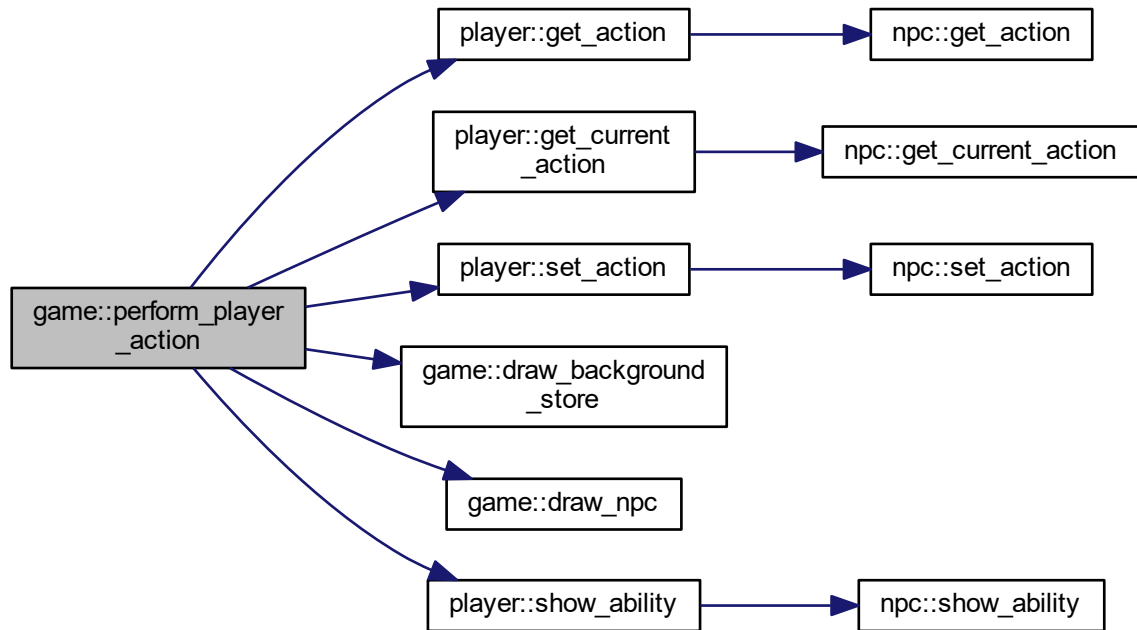 player::get_action
npc::get_action
player::get_current
_action
npc::get_current_action
player::set_action
npc::set_action
game::perform_player
_action
game::draw_background
_store
game::draw_npc
player::show_ability
npc::show_ability